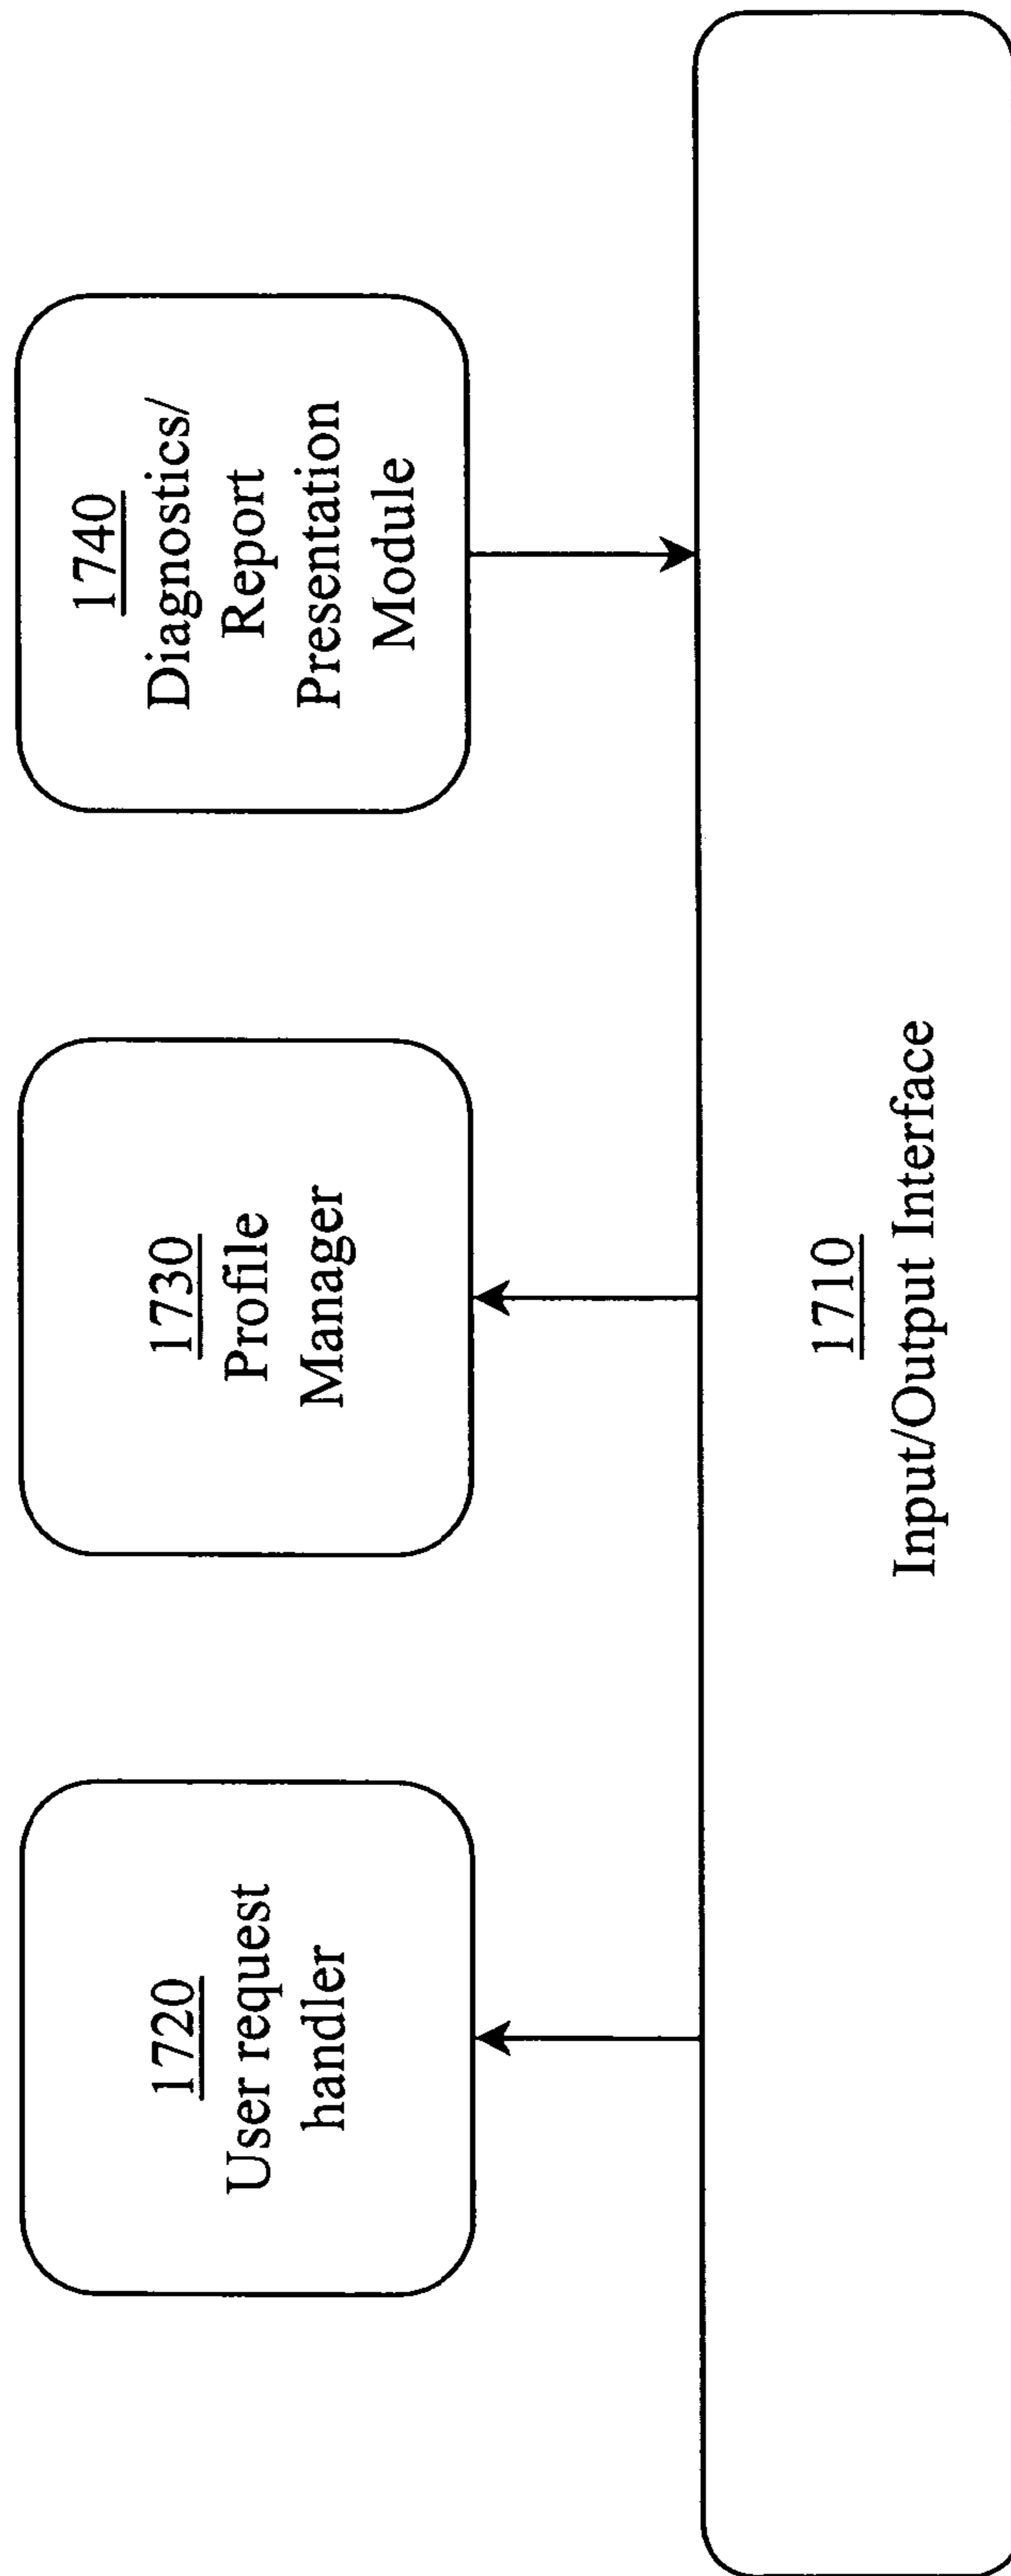 1720
User request
handler
1730
Profile
Manager
1740
Diagnostics/
Report
Presentation
Module
1710
Input/Output Interface